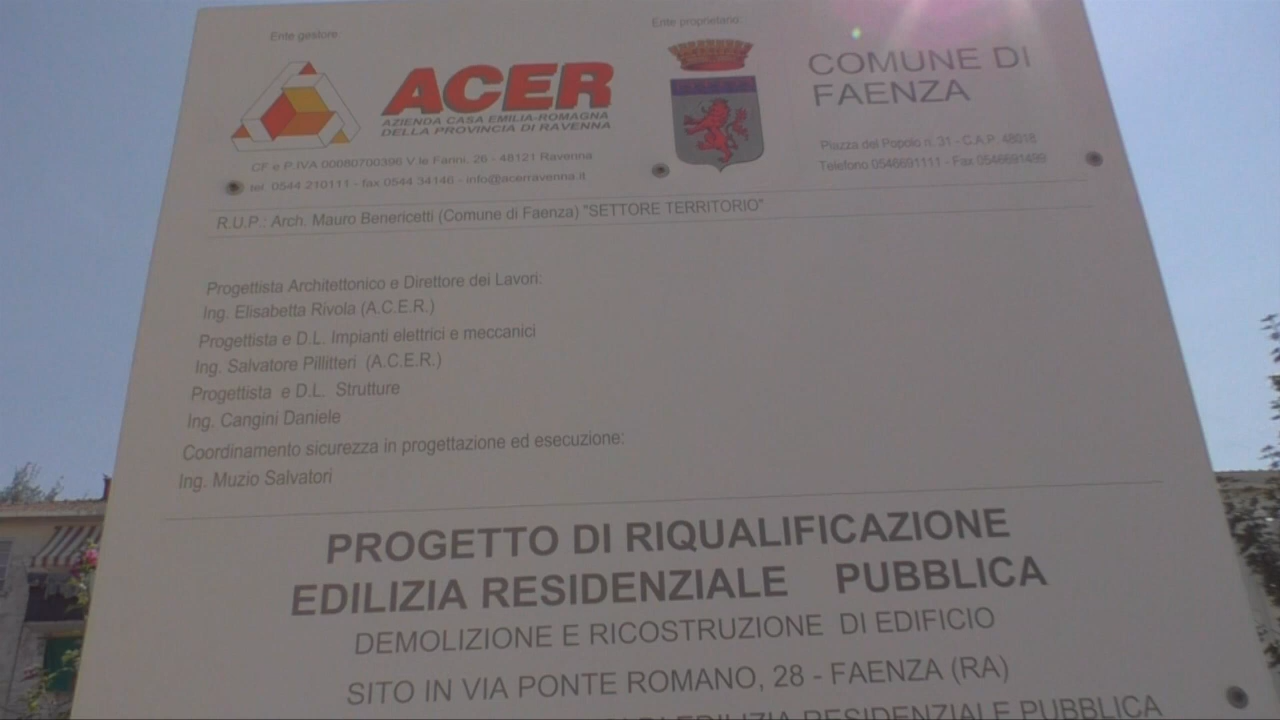 Ente gestore:
Ente proprietario:
ACER
AZIENDA CASA EMILIA-ROMAGNA
DELLA PROVINCIA DI RAVENNA
CF e P.IVA 00080700396 V.le Farini, 26 - 48121 Ravenna
tel. 0544 210111 - fax 0544 34146 - info@acerravenna.it
COMUNE DI
FAENZA
Piazza del Popolo n. 31 - C.A.P. 48018
Telefono 0546691111 - Fax 0546691499
R.U.P.: Arch. Mauro Benericetti (Comune di Faenza) "SETTORE TERRITORIO"
Progettista Architettonico e Direttore dei Lavori:
Ing. Elisabetta Rivola (A.C.E.R.)
Progettista e D.L. Impianti elettrici e meccanici
Ing. Salvatore Pillitteri (A.C.E.R.)
Progettista e D.L. Strutture
Ing. Cangini Daniele
Coordinamento sicurezza in progettazione ed esecuzione:
Ing. Muzio Salvatori
PROGETTO DI RIQUALIFICAZIONE
EDILIZIA RESIDENZIALE PUBBLICA
DEMOLIZIONE E RICOSTRUZIONE DI EDIFICIO
SITO IN VIA PONTE ROMANO, 28 - FAENZA (RA)
EDILIZIA RESIDENZIALE PUBBLICA